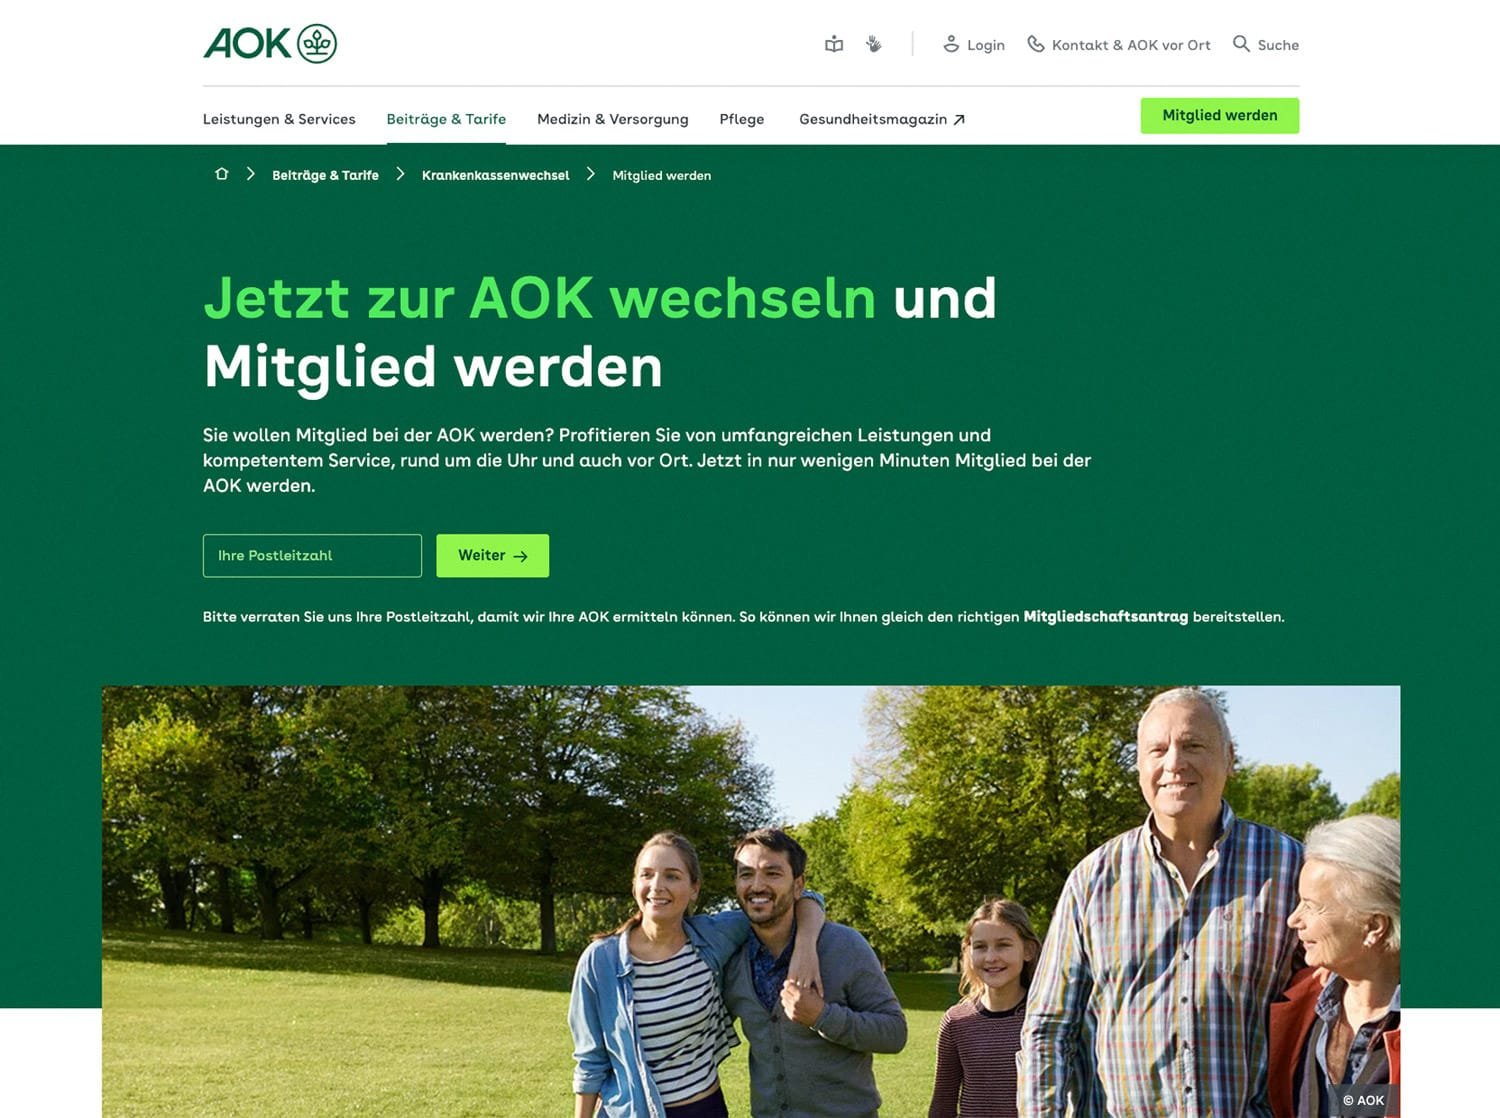 AOK
Login
Kontakt & AOK vor Ort
Suche
Leistungen & Services
Beiträge & Tarife
Medizin & Versorgung
Pflege
Gesundheitsmagazin
Mitglied werden
Beiträge & Tarife
Krankenkassenwechsel
Mitglied werden
Jetzt zur AOK wechseln und
Mitglied werden
Sie wollen Mitglied bei der AOK werden? Profitieren Sie von umfangreichen Leistungen und
kompetentem Service, rund um die Uhr und auch vor Ort. Jetzt in nur wenigen Minuten Mitglied bei der
AOK werden.
Ihre Postleitzahl
Weiter →
Bitte verraten Sie uns Ihre Postleitzahl, damit wir Ihre AOK ermitteln können. So können wir Ihnen gleich den richtigen Mitgliedschaftsantrag bereitstellen.
© AOK